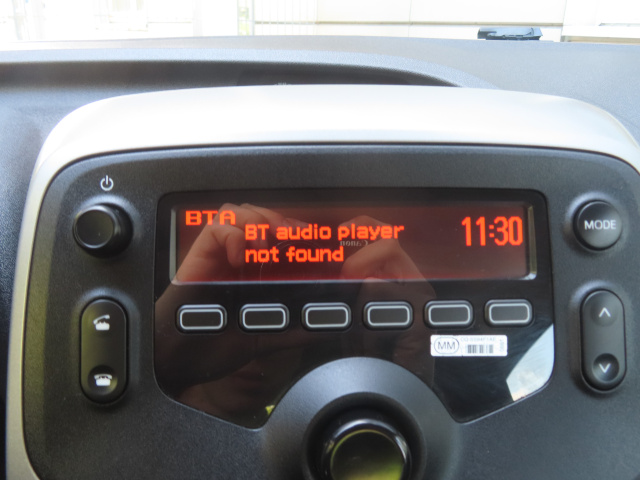 BTA
BT audio player
not found
11:30
MODE
MM